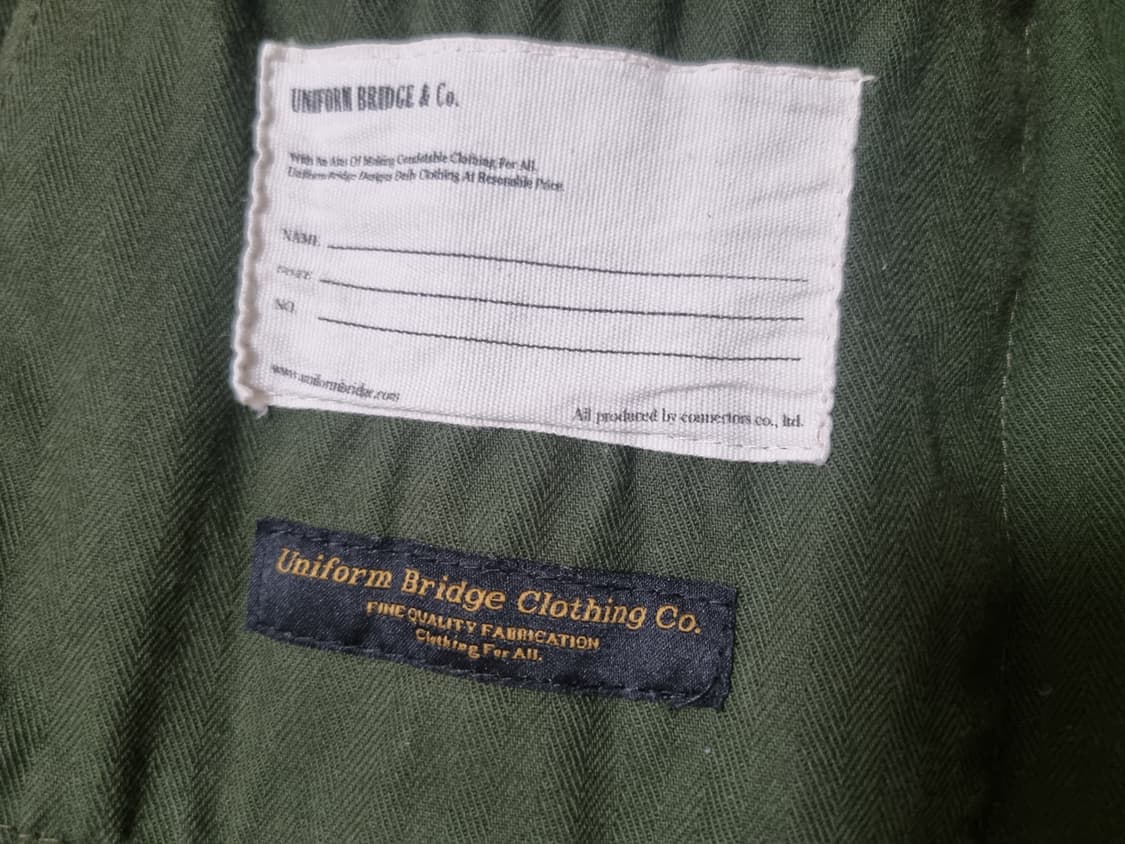 UNIFORM BRIDGE & Co.
With An Aim Of Making Comfortable Clothing For All,
Uniform Bridge Designs Daily Clothing At Resonable Price.
NAME
NO.
www.uniformbridge.com
All produced by connectors co., ltd.
Uniform Bridge Clothing Co.
FINE QUALITY FABRICATION
Clothing For All.